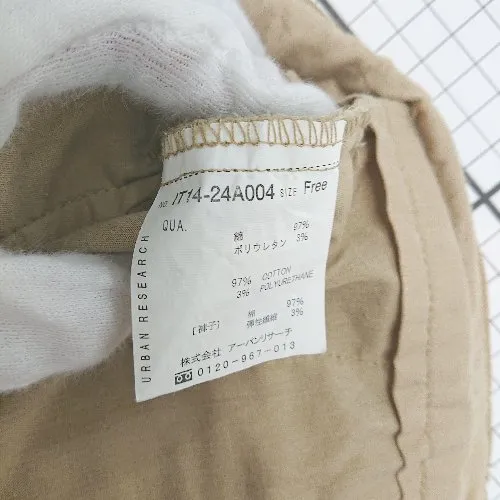 NO. IT14-24A004 SIZE Free
QUA.
綿 97%
ポリウレタン 3%
97% COTTON
3% POLYURETHANE
棉 97%
[裤子] 弾性繊維 3%
株式会社 アーバンリサーチ
0120-967-013
URBAN RESEARCH